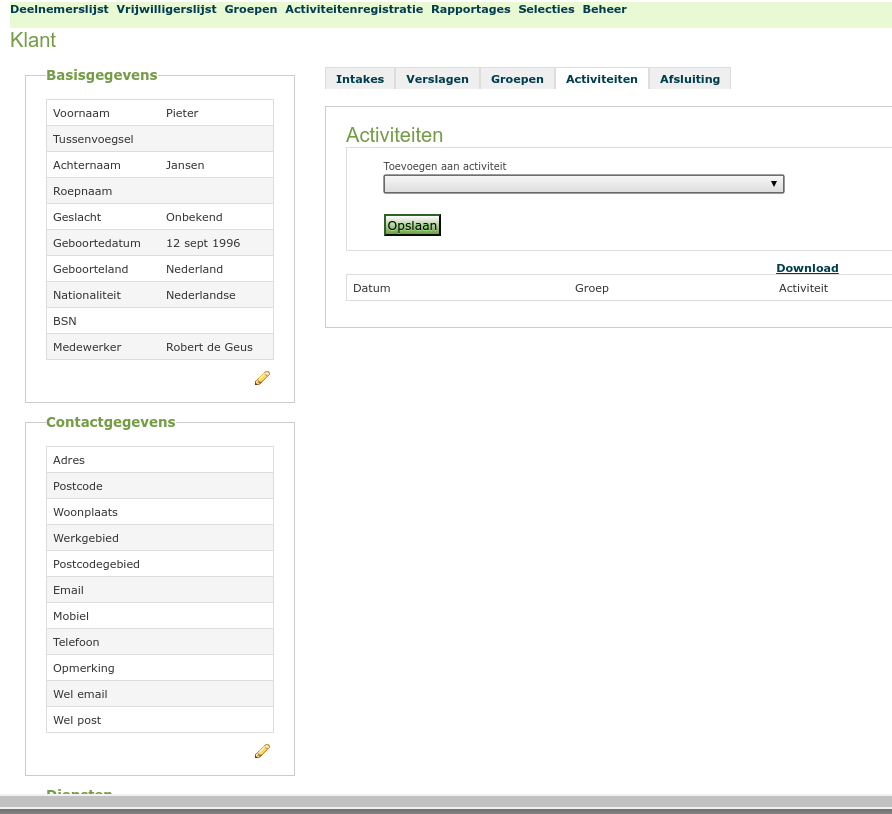 Deelnemerslijst Vrijwilligerslijst Groepen Activiteitenregistratie Rapportages Selecties Beheer
Klant
Basisgegevens
Voornaam Pieter
Tussenvoegsel
Achternaam Jansen
Roepnaam
Geslacht Onbekend
Geboortedatum 12 sept 1996
Geboorteland Nederland
Nationaliteit Nederlandse
BSN
Medewerker Robert de Geus
Contactgegevens
Adres
Postcode
Woonplaats
Werkgebied
Postcodegebied
Email
Mobiel
Telefoon
Opmerking
Wel email
Wel post
Diensten
Intakes Verslagen Groepen Activiteiten Afsluiting
Activiteiten
Toevoegen aan activiteit
Opslaan
Download
Datum Groep Activiteit